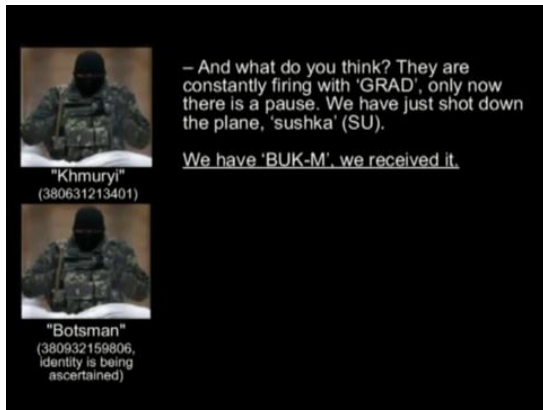 – And what do you think? They are
constantly firing with ‘GRAD’, only now
there is a pause. We have just shot down
the plane, ‘sushka’ (SU).
We have ‘BUK-M’, we received it.
"Khmuryi"
(380631213401)
"Botsman"
(380932159806,
identity is being
ascertained)